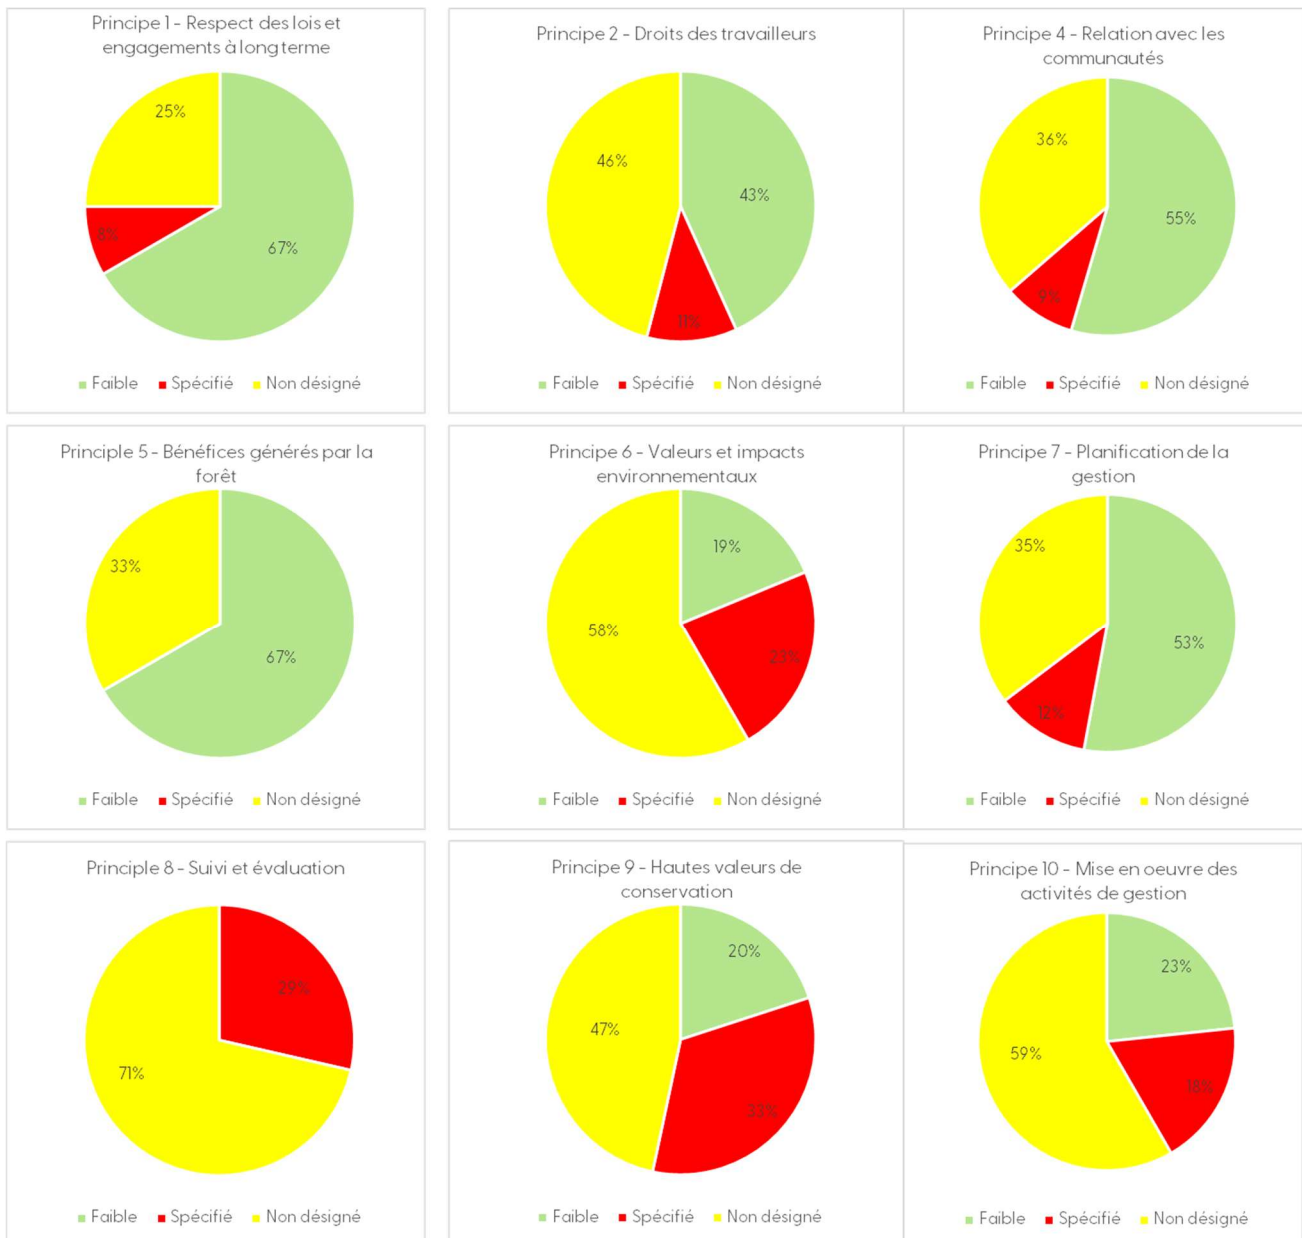 Principe 1 - Respect des lois et
engagements à long terme
25%
8%
67%
Faible Spécifié Non désigné
Principe 2 - Droits des travailleurs
46%
43%
11%
Faible Spécifié Non désigné
Principe 4 - Relation avec les
communautés
36%
55%
9%
Faible Spécifié Non désigné
Principle 5 - Bénéfices générés par la
forêt
33%
67%
Faible Spécifié Non désigné
Principe 6 - Valeurs et impacts
environnementaux
19%
58%
23%
Faible Spécifié Non désigné
Principe 7 - Planification de la
gestion
35%
53%
12%
Faible Spécifié Non désigné
Principle 8 - Suivi et évaluation
29%
71%
Faible Spécifié Non désigné
Principe 9 - Hautes valeurs de
conservation
20%
47%
33%
Faible Spécifié Non désigné
Principe 10 - Mise en oeuvre des
activités de gestion
23%
59%
18%
Faible Spécifié Non désigné